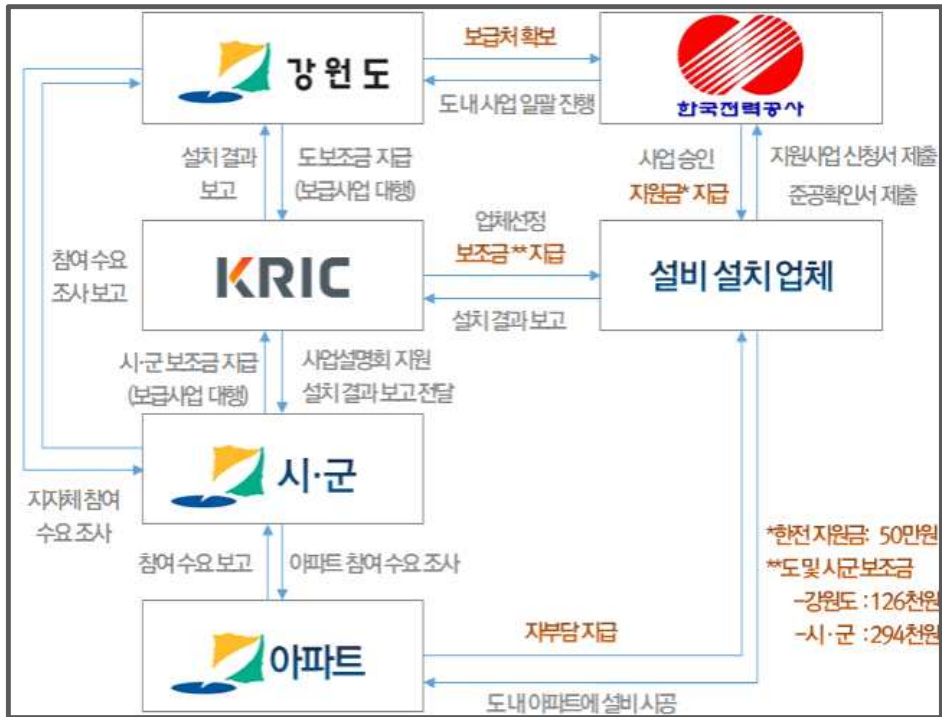 강원도
보급처 확보
도내 사업 일괄 진행
한국전력공사
설치 결과
보고
도 보조금 지급
(보급사업 대행)
사업 승인
지원금* 지급
지원사업 신청서 제출
준공확인서 제출
참여 수요
조사 보고
KRIC
업체선정
보조금** 지급
설치 결과 보고
설비 설치 업체
시·군 보조금 지급
(보급사업 대행)
사업설명회 지원
설치 결과 보고 전달
시·군
지자체 참여
수요 조사
참여 수요 보고
아파트 참여 수요 조사
*한전 지원금: 50만원
**도 및 시군 보조금
-강원도 : 126천원
-시·군 : 294천원
아파트
자부담 지급
도내 아파트에 설비 시공